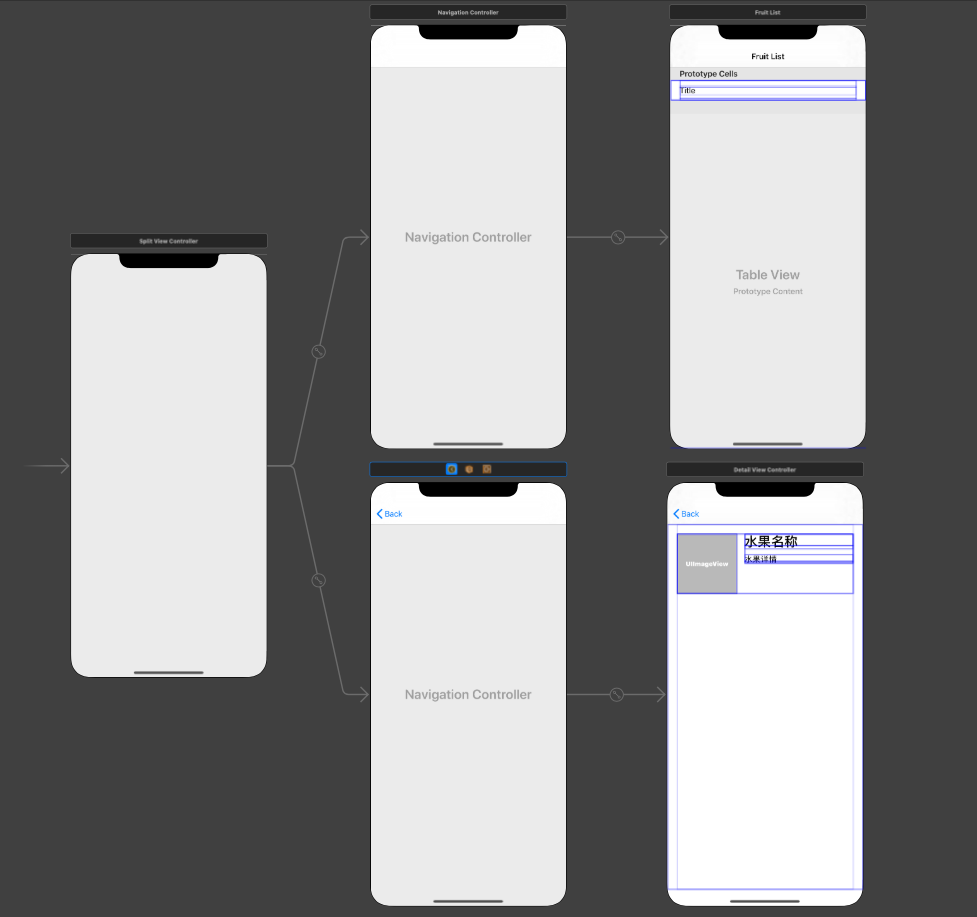 Navigation Controller
Fruit List
Fruit List
Prototype Cells
Title
Split View Controller
Navigation Controller
Table View
Prototype Content
Detail View Controller
Back
Back
水果名称
UIImageView
水果详情
Navigation Controller